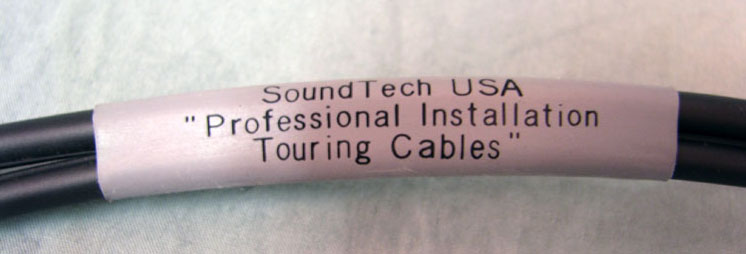 SoundTech USA
"Professional Installation
Touring Cables"